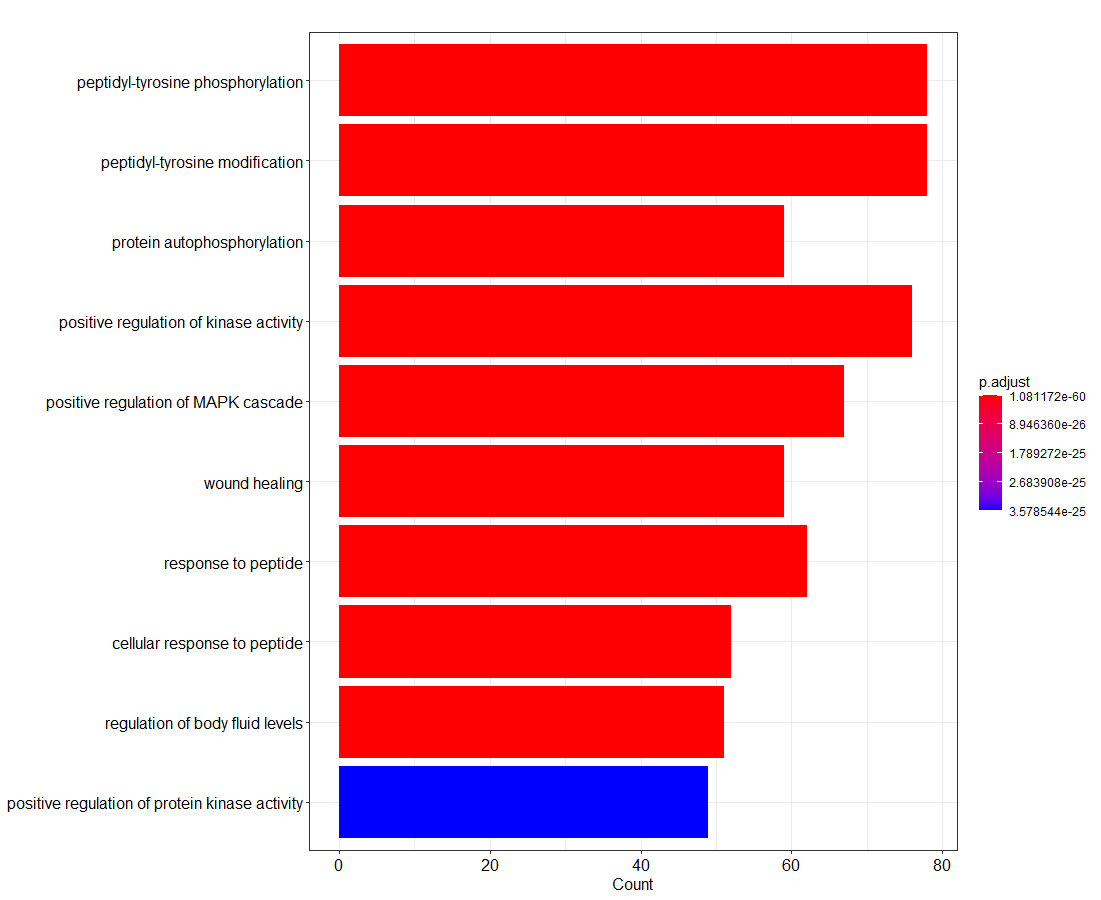 peptidyl-tyrosine phosphorylation
peptidyl-tyrosine modification
protein autophosphorylation
positive regulation of kinase activity
positive regulation of MAPK cascade
wound healing
response to peptide
cellular response to peptide
regulation of body fluid levels
positive regulation of protein kinase activity
0 20 40 60 80
Count
p.adjust
1.081172e-60
8.946360e-26
1.789272e-25
2.683908e-25
3.578544e-25